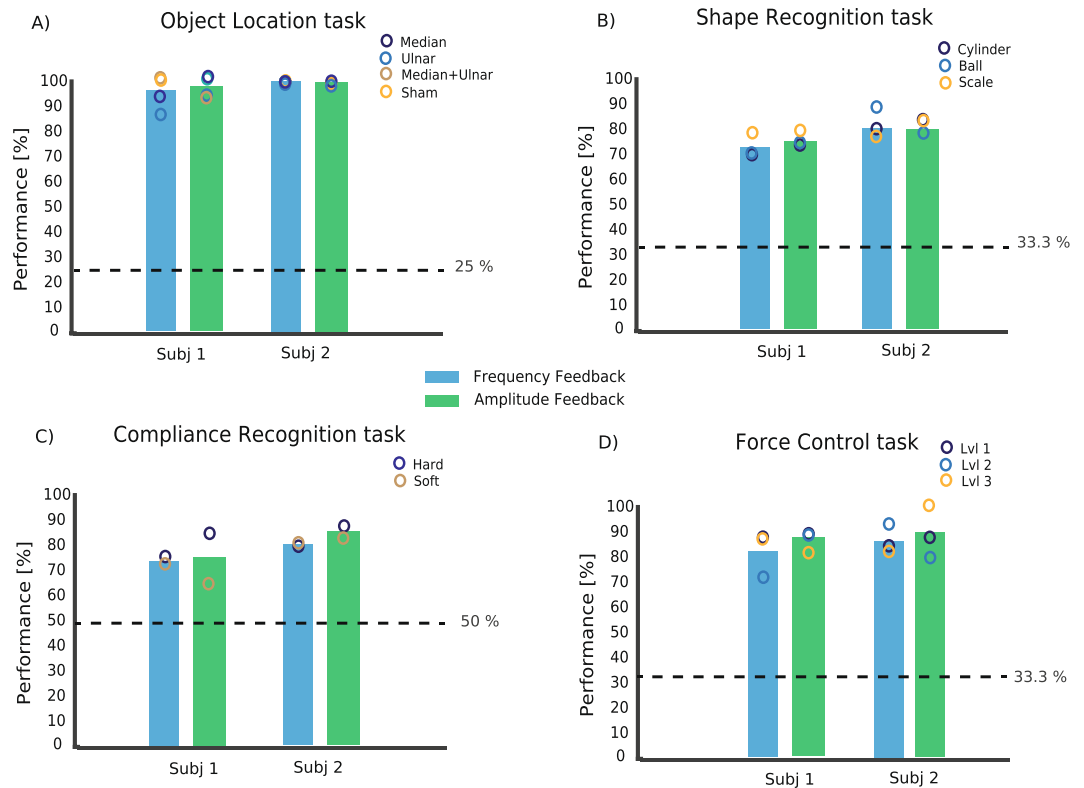 A)
Object Location task
Median
Ulnar
Median+Ulnar
Sham
Performance [%]
100
90
80
70
60
50
40
30
20
10
0
25 %
Subj 1
Subj 2
B)
Shape Recognition task
Cylinder
Ball
Scale
Performance [%]
100
90
80
70
60
50
40
30
20
10
0
33.3 %
Subj 1
Subj 2
Frequency Feedback
Amplitude Feedback
C)
Compliance Recognition task
Hard
Soft
Performance [%]
100
90
80
70
60
50
40
30
20
10
0
50 %
Subj 1
Subj 2
D)
Force Control task
Lvl 1
Lvl 2
Lvl 3
Performance [%]
100
90
80
70
60
50
40
30
20
10
0
33.3 %
Subj 1
Subj 2